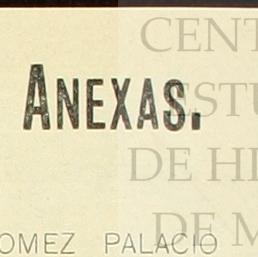 CENT
ANEXAS.
ESTU
DE HI
DE M
OMEZ PALACIO